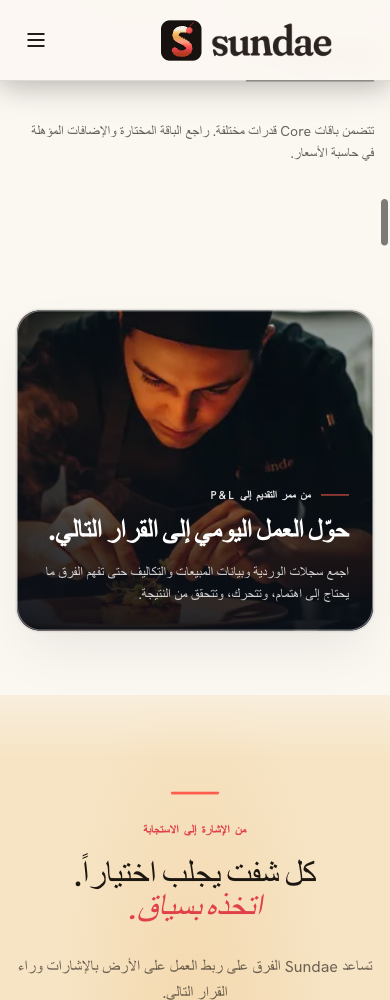 sundae
تتضمن باقات Core قدرات مختلفة. راجع الباقة المختارة والإضافات المؤهلة
في حاسبة الأسعار.
من ممر التقديم إلى P&L
حوّل العمل اليومي إلى القرار التالي.
اجمع سجلات الوردية وبيانات المبيعات والتكاليف حتى تفهم الفرق ما
يحتاج إلى اهتمام، وتتحرك، وتتحقق من النتيجة.
من الإشارة إلى الاستجابة
كل شفت يجلب اختياراً.
اتخذه بسياق.
تساعد Sundae الفرق على ربط العمل على الأرض بالإشارات وراء
القرار التالي.